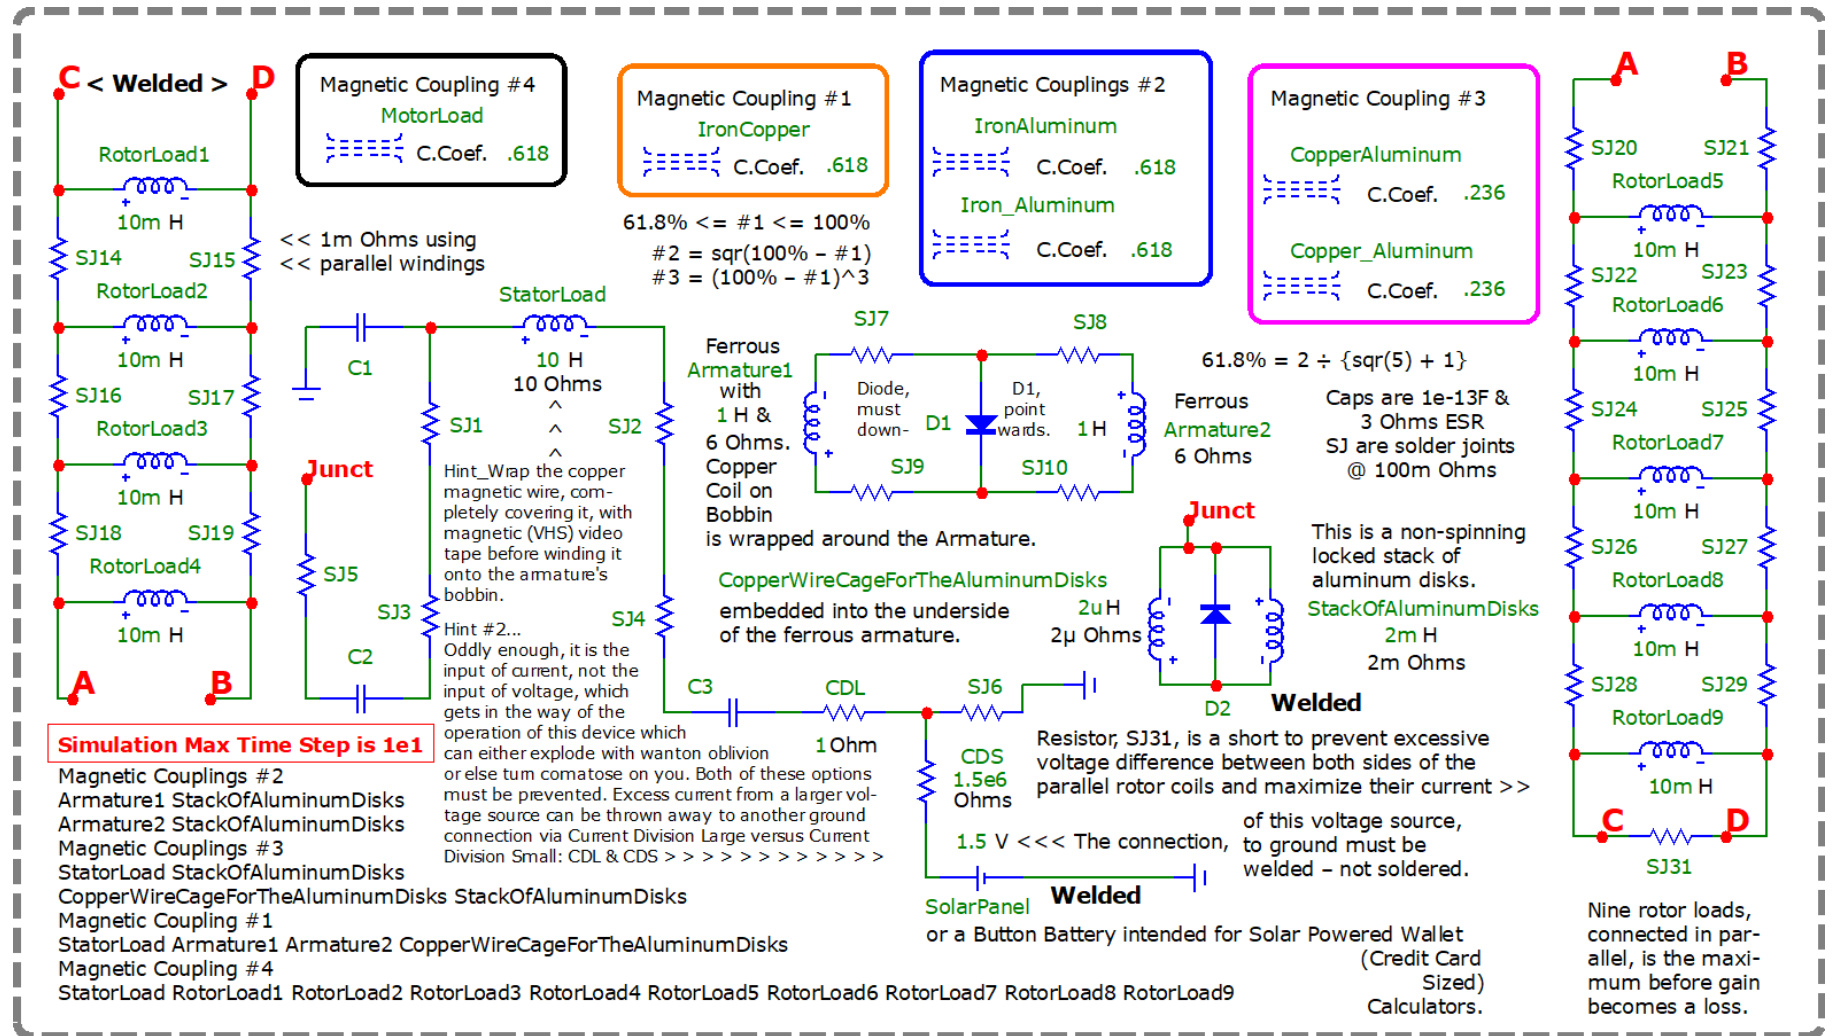 C < Welded > D
RotorLoad1
10m H
SJ14
SJ15
RotorLoad2
10m H
SJ16
SJ17
RotorLoad3
10m H
SJ18
SJ19
RotorLoad4
10m H
A
B
<< 1m Ohms using
<< parallel windings
Magnetic Coupling #4
MotorLoad
C.Coef. .618
Magnetic Coupling #1
IronCopper
C.Coef. .618
61.8% <= #1 <= 100%
#2 = sqr(100% – #1)
#3 = (100% – #1)^3
Magnetic Couplings #2
IronAluminum
C.Coef. .618
Iron_Aluminum
C.Coef. .618
Magnetic Coupling #3
CopperAluminum
C.Coef. .236
Copper_Aluminum
C.Coef. .236
61.8% = 2 ÷ {sqr(5) + 1}
Caps are 1e-13F &
3 Ohms ESR
SJ are solder joints
@ 100m Ohms
C1
StatorLoad
10 H
10 Ohms
^
^
^
SJ1
SJ2
Junct
SJ5
SJ3
SJ4
C2
Hint_Wrap the copper
magnetic wire, com-
pletely covering it, with
magnetic (VHS) video
tape before winding it
onto the armature's
bobbin.
Hint #2...
Oddly enough, it is the
input of current, not the
input of voltage, which
gets in the way of the
operation of this device which
can either explode with wanton oblivion
or else turn comatose on you. Both of these options
must be prevented. Excess current from a larger vol-
tage source can be thrown away to another ground
connection via Current Division Large versus Current
Division Small: CDL & CDS > > > > > > > > > > > >
Ferrous
Armature1
with
1 H &
6 Ohms.
Copper
Coil on
Bobbin
is wrapped around the Armature.
SJ7
SJ8
Diode,
must
down-
D1
D1,
point
wards.
1 H
SJ9
SJ10
Ferrous
Armature2
6 Ohms
CopperWireCageForTheAluminumDisks
embedded into the underside
of the ferrous armature.
2u H
2µ Ohms
Junct
D2
Welded
This is a non-spinning
locked stack of
aluminum disks.
StackOfAluminumDisks
2m H
2m Ohms
C3
CDL
1 Ohm
SJ6
CDS
1.5e6
Ohms
Resistor, SJ31, is a short to prevent excessive
voltage difference between both sides of the
parallel rotor coils and maximize their current >>
1.5 V <<< The connection,
of this voltage source,
to ground must be
welded – not soldered.
SolarPanel
Welded
or a Button Battery intended for Solar Powered Wallet
(Credit Card
Sized)
Calculators.
Simulation Max Time Step is 1e1
Magnetic Couplings #2
Armature1 StackOfAluminumDisks
Armature2 StackOfAluminumDisks
Magnetic Couplings #3
StatorLoad StackOfAluminumDisks
CopperWireCageForTheAluminumDisks StackOfAluminumDisks
Magnetic Coupling #1
StatorLoad Armature1 Armature2 CopperWireCageForTheAluminumDisks
Magnetic Coupling #4
StatorLoad RotorLoad1 RotorLoad2 RotorLoad3 RotorLoad4 RotorLoad5 RotorLoad6 RotorLoad7 RotorLoad8 RotorLoad9
A
B
SJ20
SJ21
RotorLoad5
10m H
SJ22
SJ23
RotorLoad6
10m H
SJ24
SJ25
RotorLoad7
10m H
SJ26
SJ27
RotorLoad8
10m H
SJ28
SJ29
RotorLoad9
10m H
C
D
SJ31
Nine rotor loads,
connected in par-
allel, is the maxi-
mum before gain
becomes a loss.
+
-
+
-
+
-
+
-
+
-
+
-
+
-
+
-
+
-
+
-